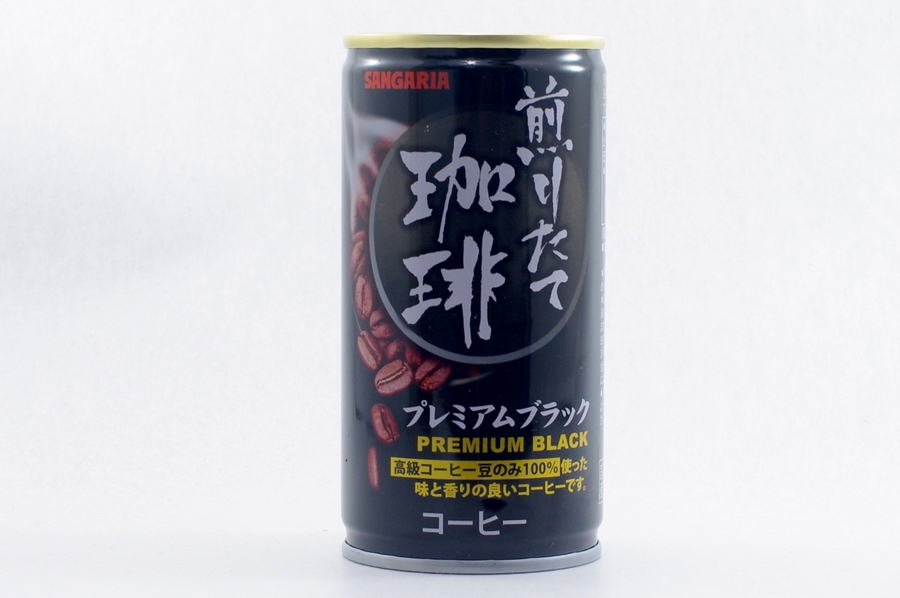 SANGARIA
煎りたて
珈琲
プレミアムブラック
PREMIUM BLACK
高級コーヒー豆のみ100%使った
味と香りの良いコーヒーです。
コーヒー